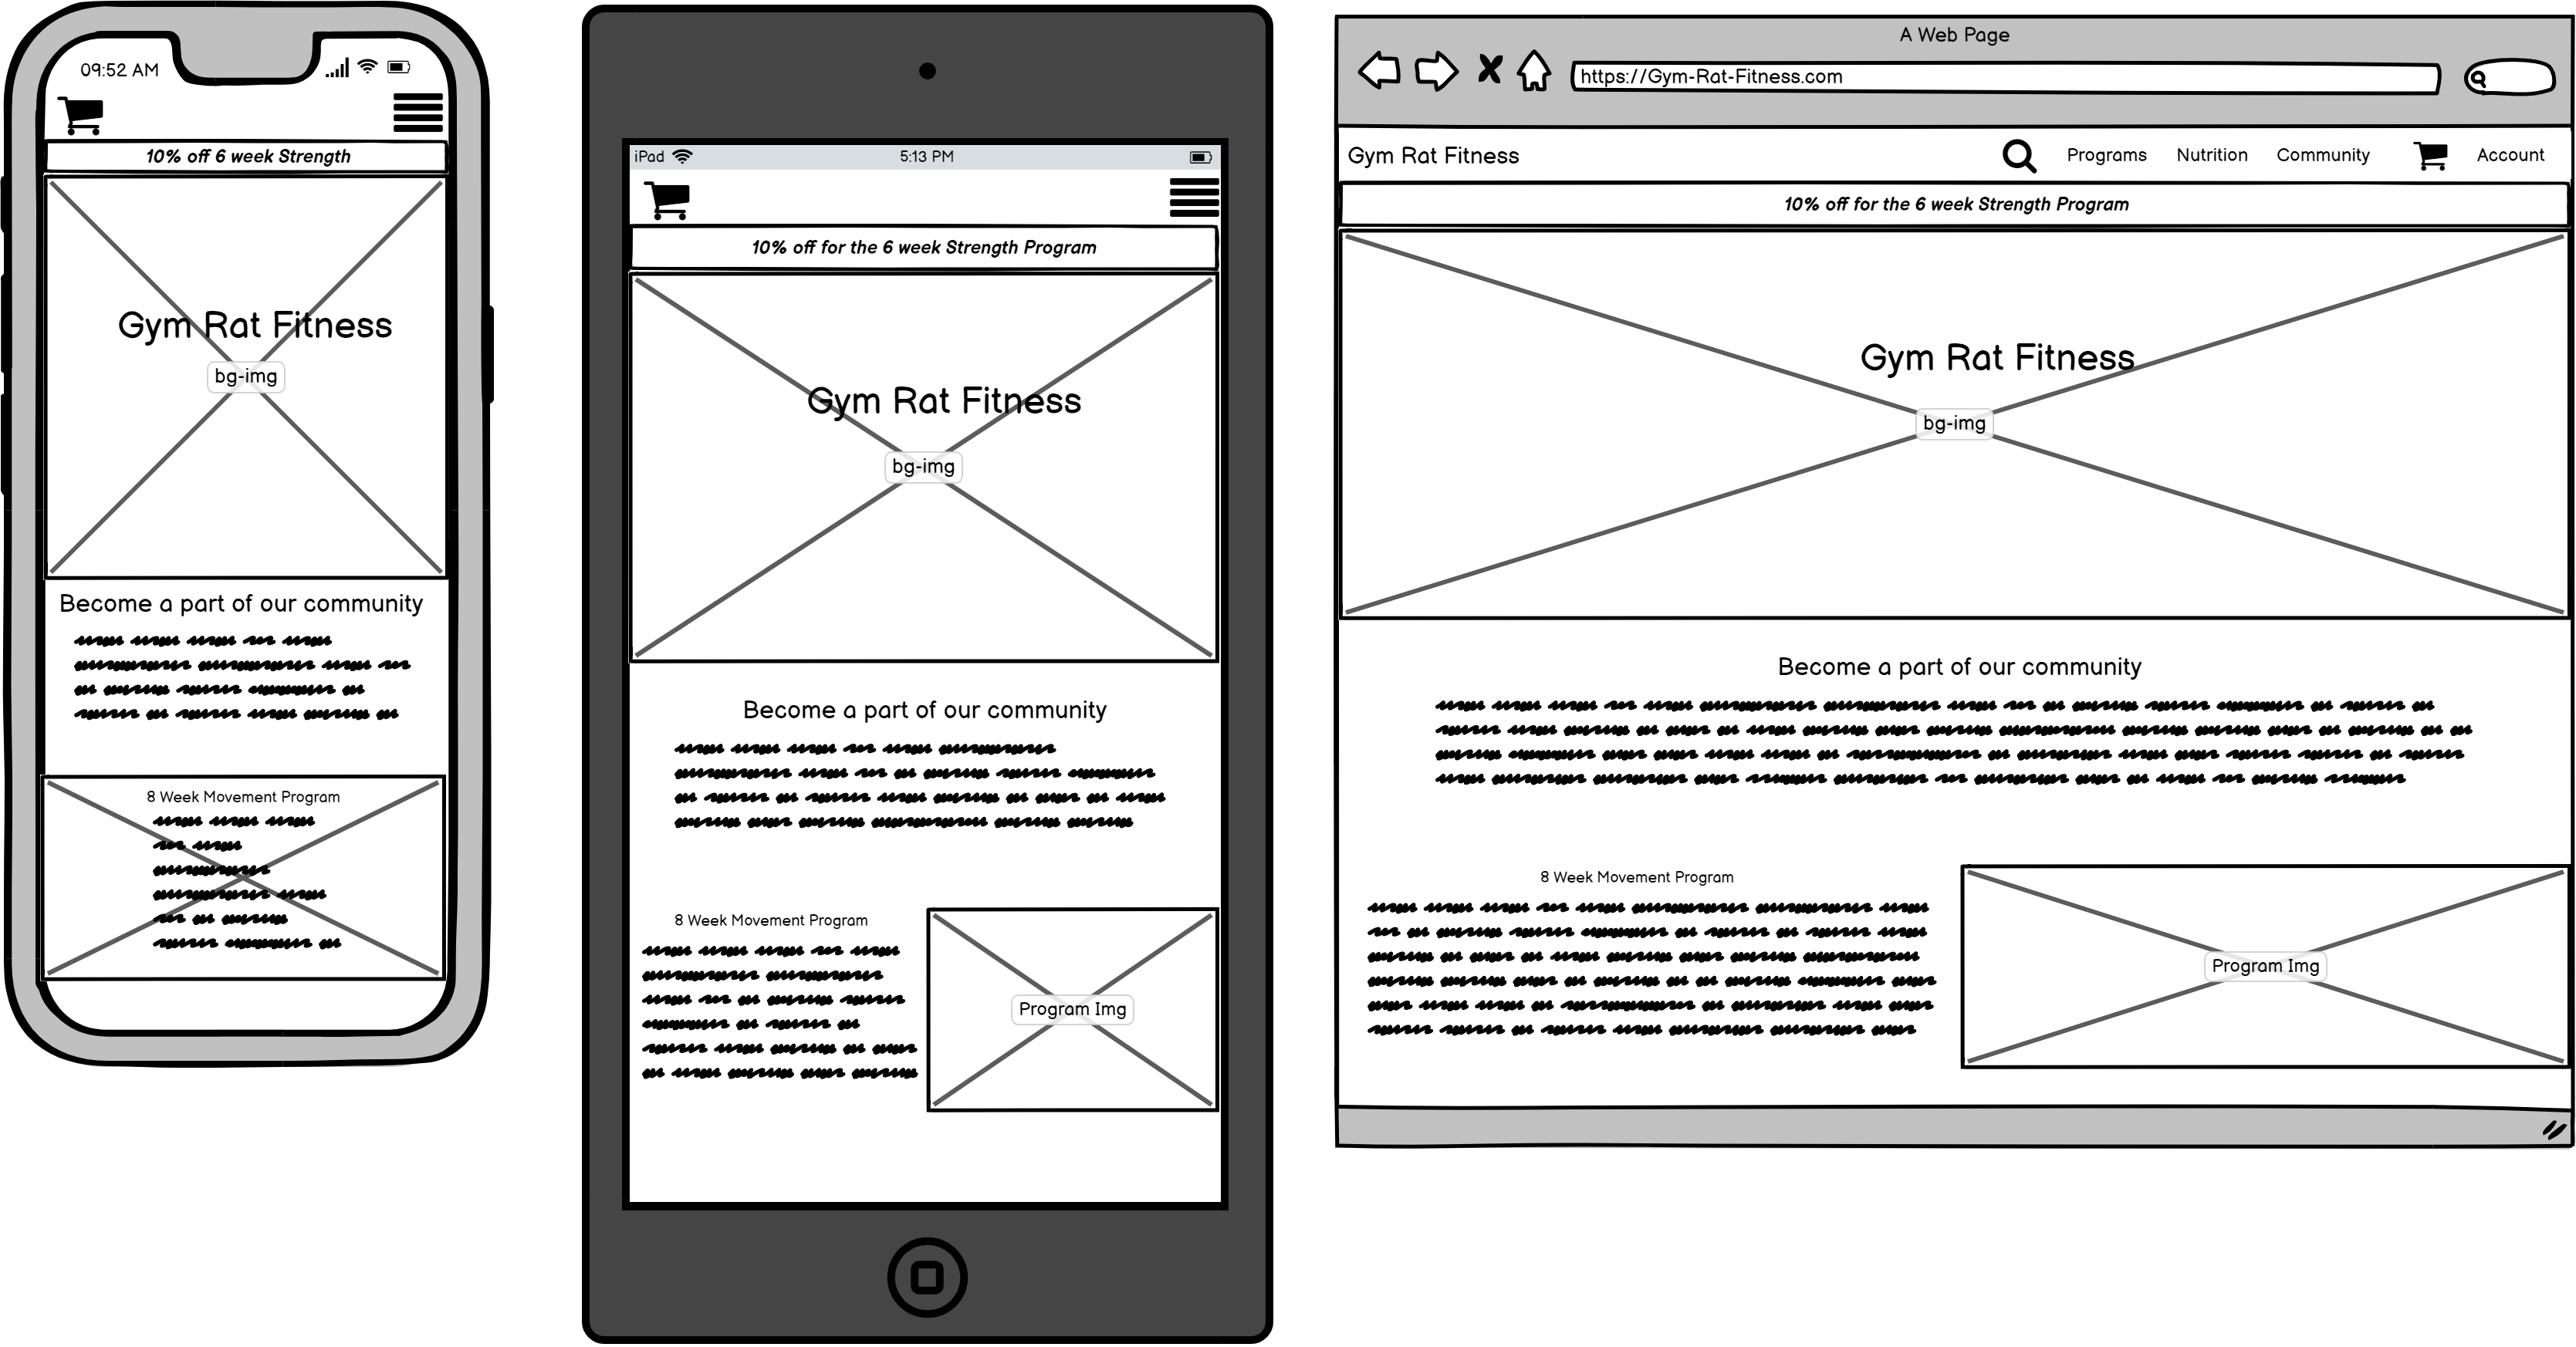 09:52 AM
10% off 6 week Strength
Gym Rat Fitness
bg-img
Become a part of our community
8 Week Movement Program
iPad
5:13 PM
10% off for the 6 week Strength Program
Gym Rat Fitness
bg-img
Become a part of our community
8 Week Movement Program
Program Img
A Web Page
https://Gym-Rat-Fitness.com
Gym Rat Fitness
Programs
Nutrition
Community
Account
10% off for the 6 week Strength Program
Gym Rat Fitness
bg-img
Become a part of our community
8 Week Movement Program
Program Img